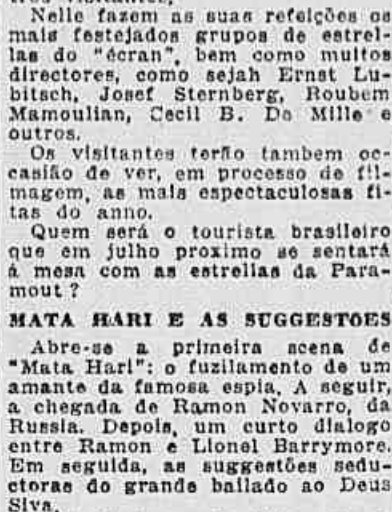 tres visitantes,
Nelle fazem as suas refeições os
mais festejados grupos de estrel-
las do "écran", bem como muitos
directores, como sejah Ernst Lu-
bitsch, Josef Sternberg, Roubem
Mamoulian, Cecil B. De Mille e
outros.
Os visitantes terão tambem oc-
casião de ver, em processo de fil-
magem, as mais espectaculosas fi-
tas do anno.
Quem será o tourista brasileiro
que em julho proximo se sentará
á mesa com as estrellas da Para-
mout?
MATA HARI E AS SUGGESTÕES
Abre-se a primeira scena de
"Mata Hari": o fuzilamento de um
amante da famosa espia. A seguir,
a chegada de Ramon Novarro, da
Russia. Depois, um curto dialogo
entre Ramon e Lionel Barrymore.
Em seguida, as suggestões sedu-
ctoras do grande bailado ao Deus
Siva.